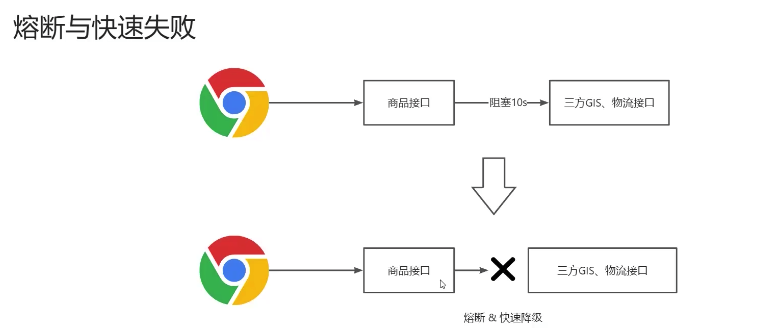 熔断与快速失败
商品接口
阻塞10s
三方GIS、物流接口
商品接口
三方GIS、物流接口
熔断 & 快速降级